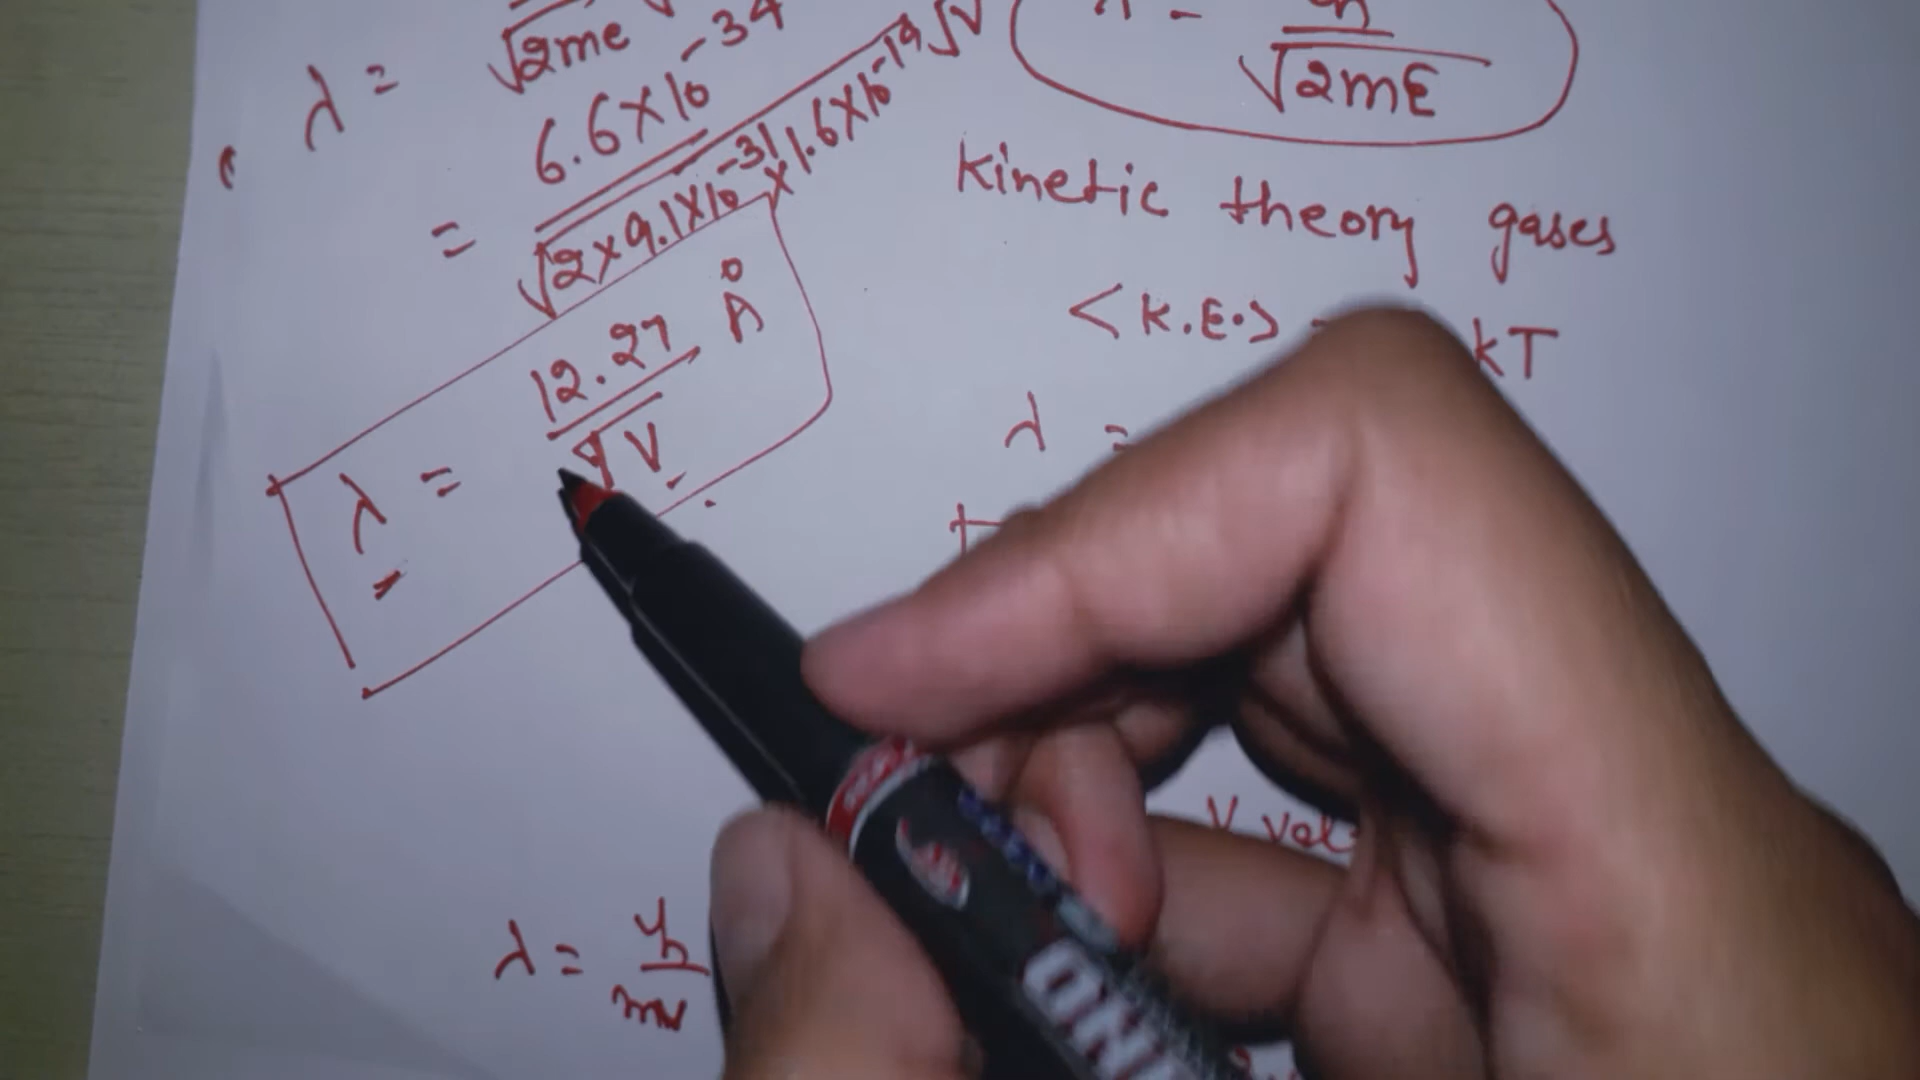 λ = √2me
= 6.6×10^-34 / √2×9.1×10^-31×1.6×10^-19 √V
λ = 12.27 / √V Å
λ = h / √2mE
Kinetic theory gases
<K.E.> kT
λ =
V vol
λ = h / mv